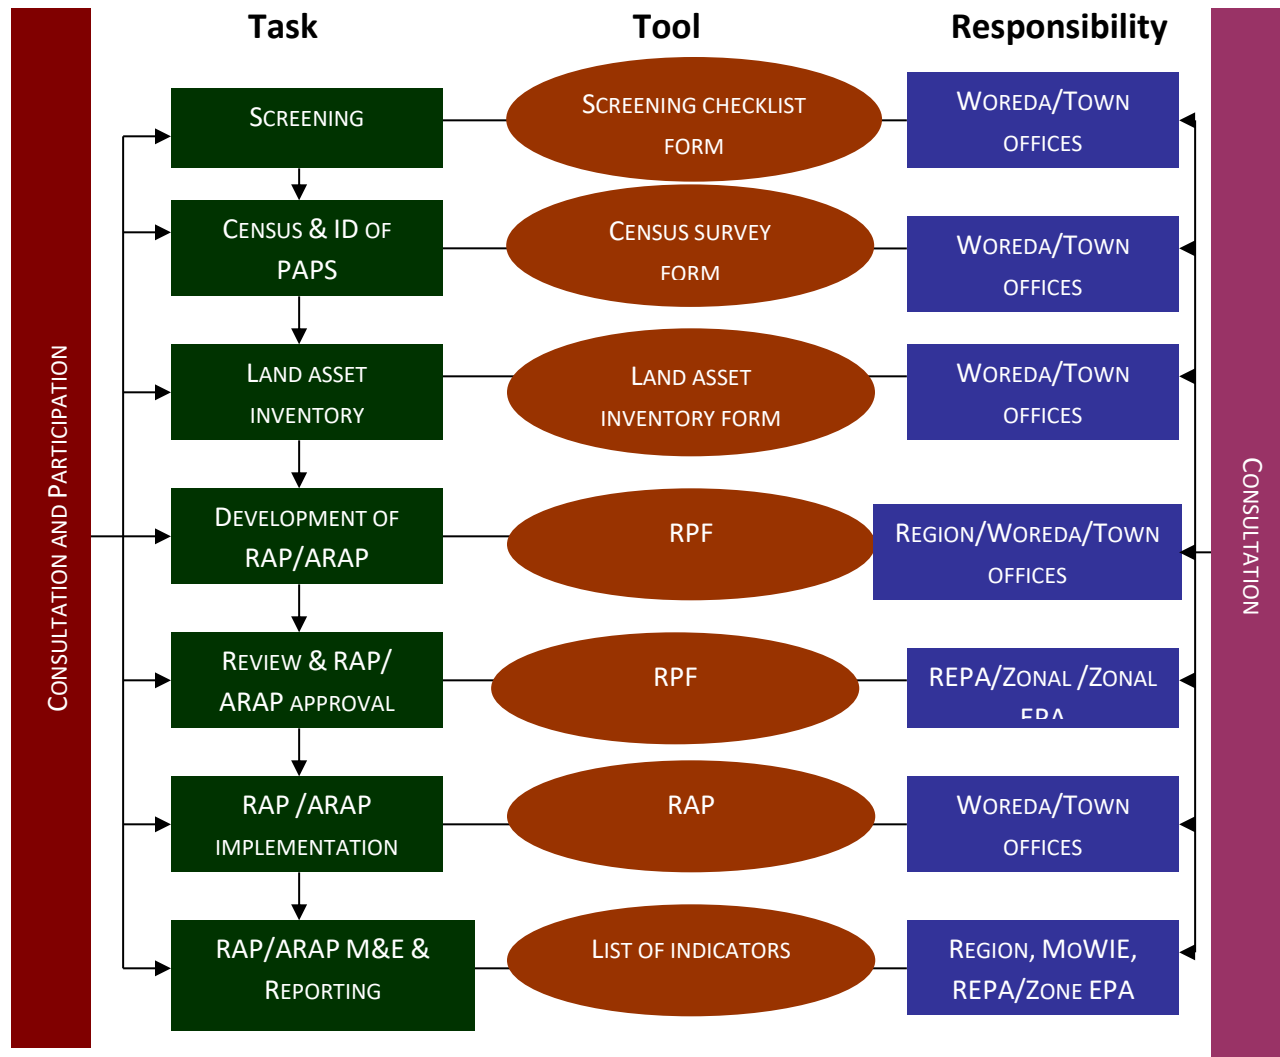 Task
Tool
Responsibility
CONSULTATION AND PARTICIPATION
SCREENING
SCREENING CHECKLIST
FORM
WOREDA/TOWN
OFFICES
CENSUS & ID OF
PAPS
CENSUS SURVEY
FORM
WOREDA/TOWN
OFFICES
LAND ASSET
INVENTORY
LAND ASSET
INVENTORY FORM
WOREDA/TOWN
OFFICES
DEVELOPMENT OF
RAP/ARAP
RPF
REGION/WOREDA/TOWN
OFFICES
REVIEW & RAP/
ARAP APPROVAL
RPF
REPA/ZONAL /ZONAL
EPA
RAP /ARAP
IMPLEMENTATION
RAP
WOREDA/TOWN
OFFICES
RAP/ARAP M&E &
REPORTING
LIST OF INDICATORS
REGION, MOWIE,
REPA/ZONE EPA
CONSULTATION